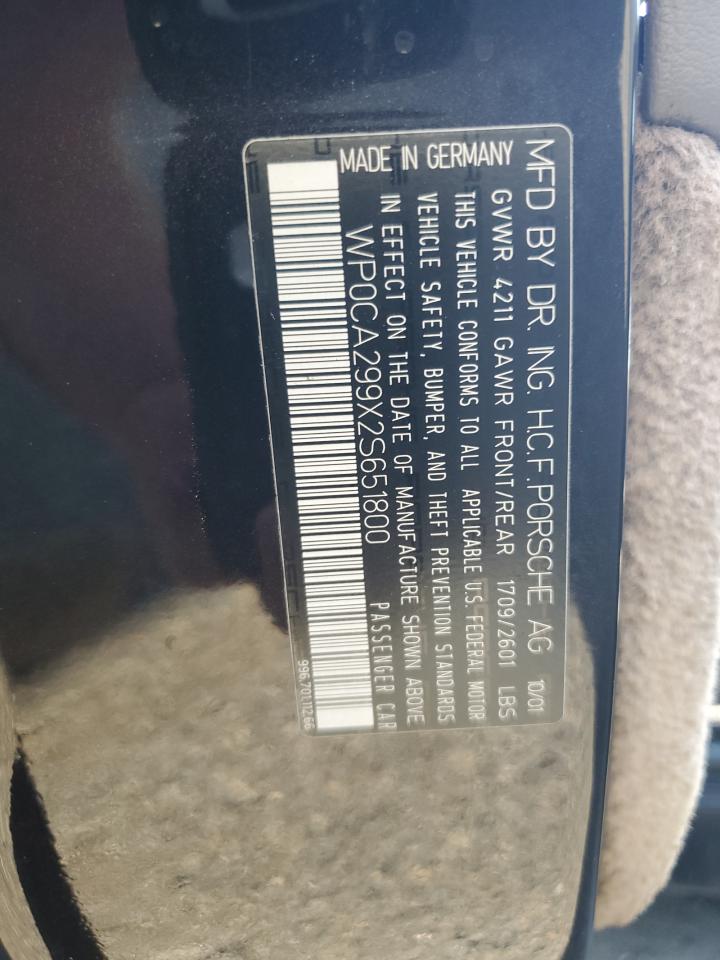 MFD BY DR. ING. H.C.F. PORSCHE AG 10/01
GVWR 4211 GAWR FRONT/REAR 1709/2601 LBS
THIS VEHICLE CONFORMS TO ALL APPLICABLE U.S. FEDERAL MOTOR
VEHICLE SAFETY, BUMPER, AND THEFT PREVENTION STANDARDS
IN EFFECT ON THE DATE OF MANUFACTURE SHOWN ABOVE
MADE IN GERMANY
WP0CA299X2S651800 PASSENGER CAR
996.701.112.66